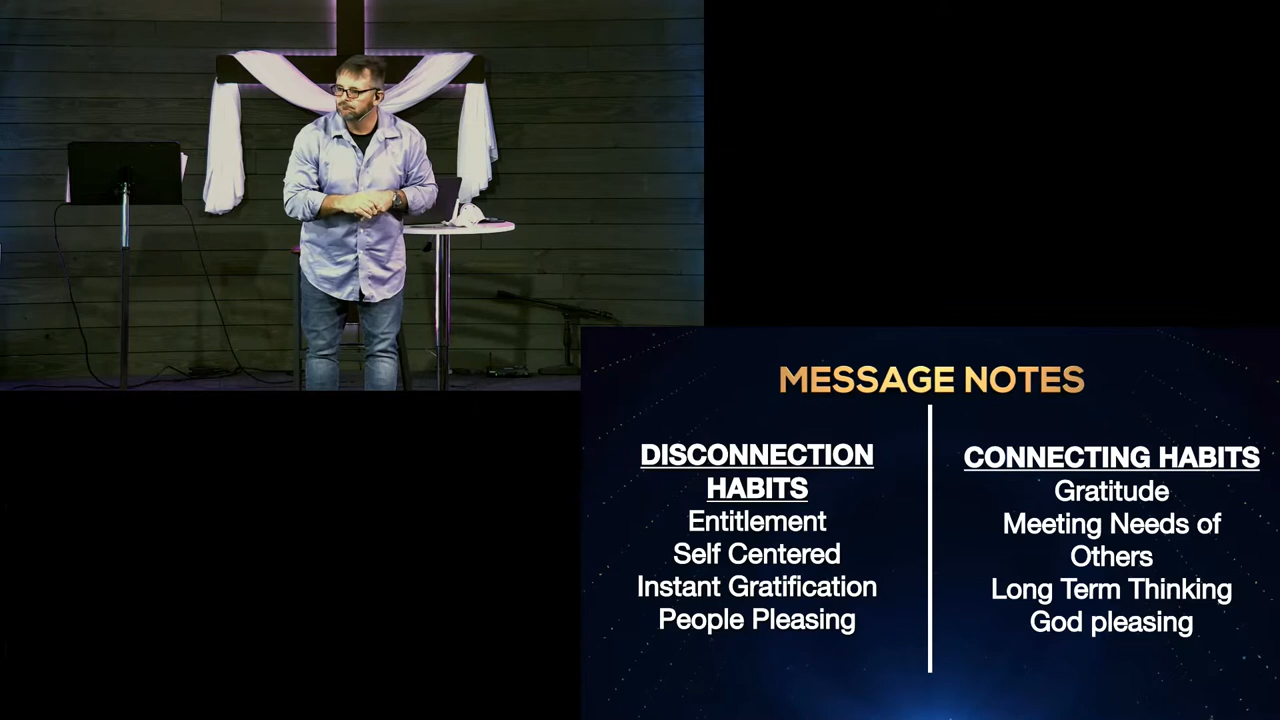 MESSAGE NOTES
DISCONNECTION
HABITS
Entitlement
Self Centered
Instant Gratification
People Pleasing
CONNECTING HABITS
Gratitude
Meeting Needs of
Others
Long Term Thinking
God pleasing